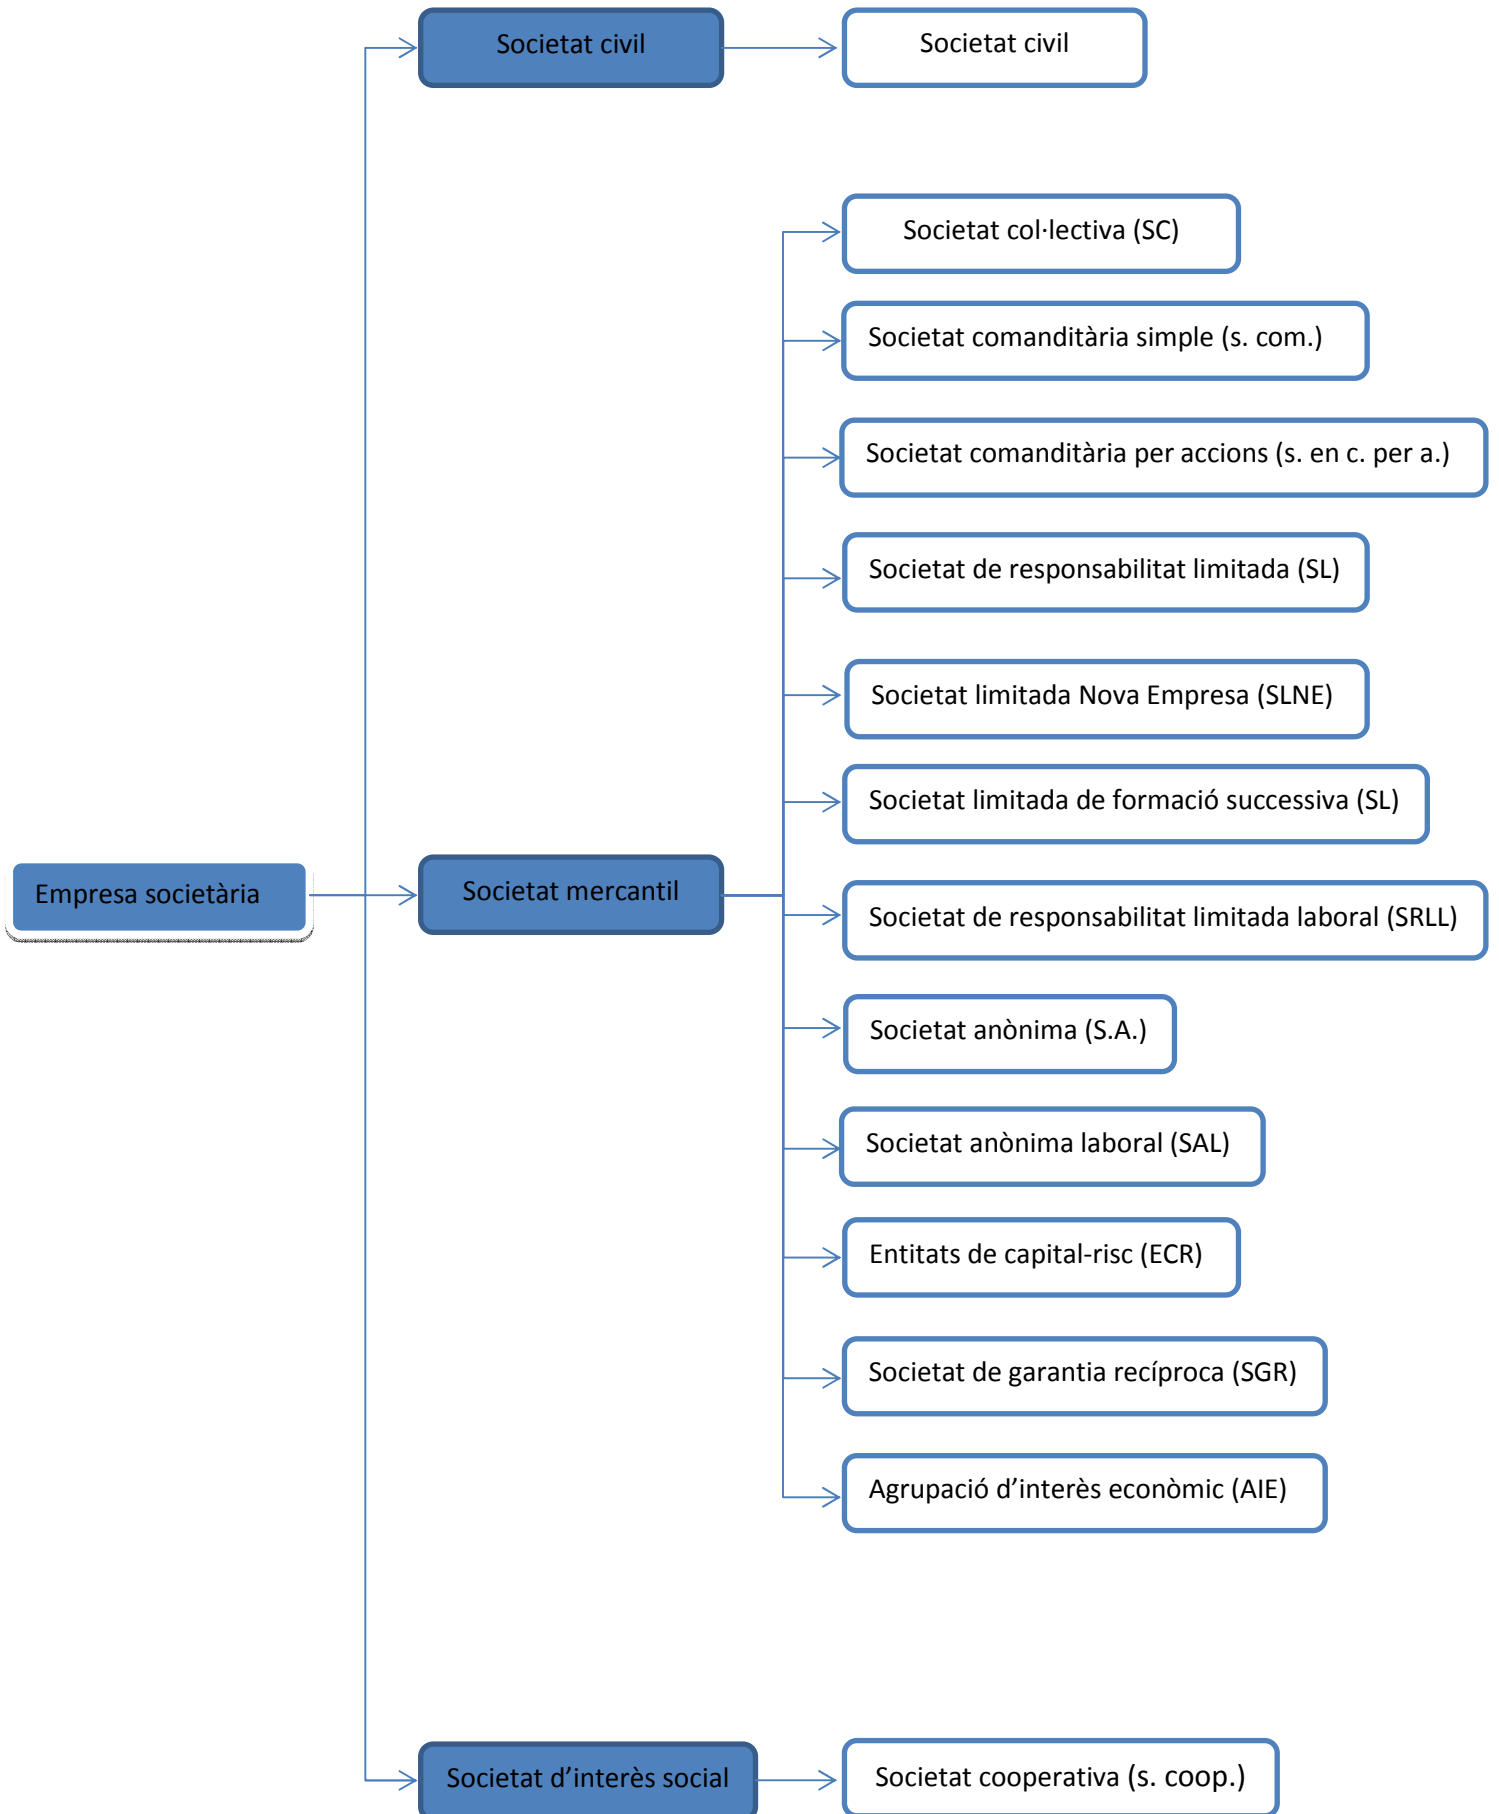 Societat civil
Societat civil
Societat col·lectiva (SC)
Societat comanditària simple (s. com.)
Societat comanditària per accions (s. en c. per a.)
Societat de responsabilitat limitada (SL)
Societat limitada Nova Empresa (SLNE)
Societat limitada de formació successiva (SL)
Empresa societària
Societat mercantil
Societat de responsabilitat limitada laboral (SRLL)
Societat anònima (S.A.)
Societat anònima laboral (SAL)
Entitats de capital-risc (ECR)
Societat de garantia recíproca (SGR)
Agrupació d’interès econòmic (AIE)
Societat d’interès social
Societat cooperativa (s. coop.)